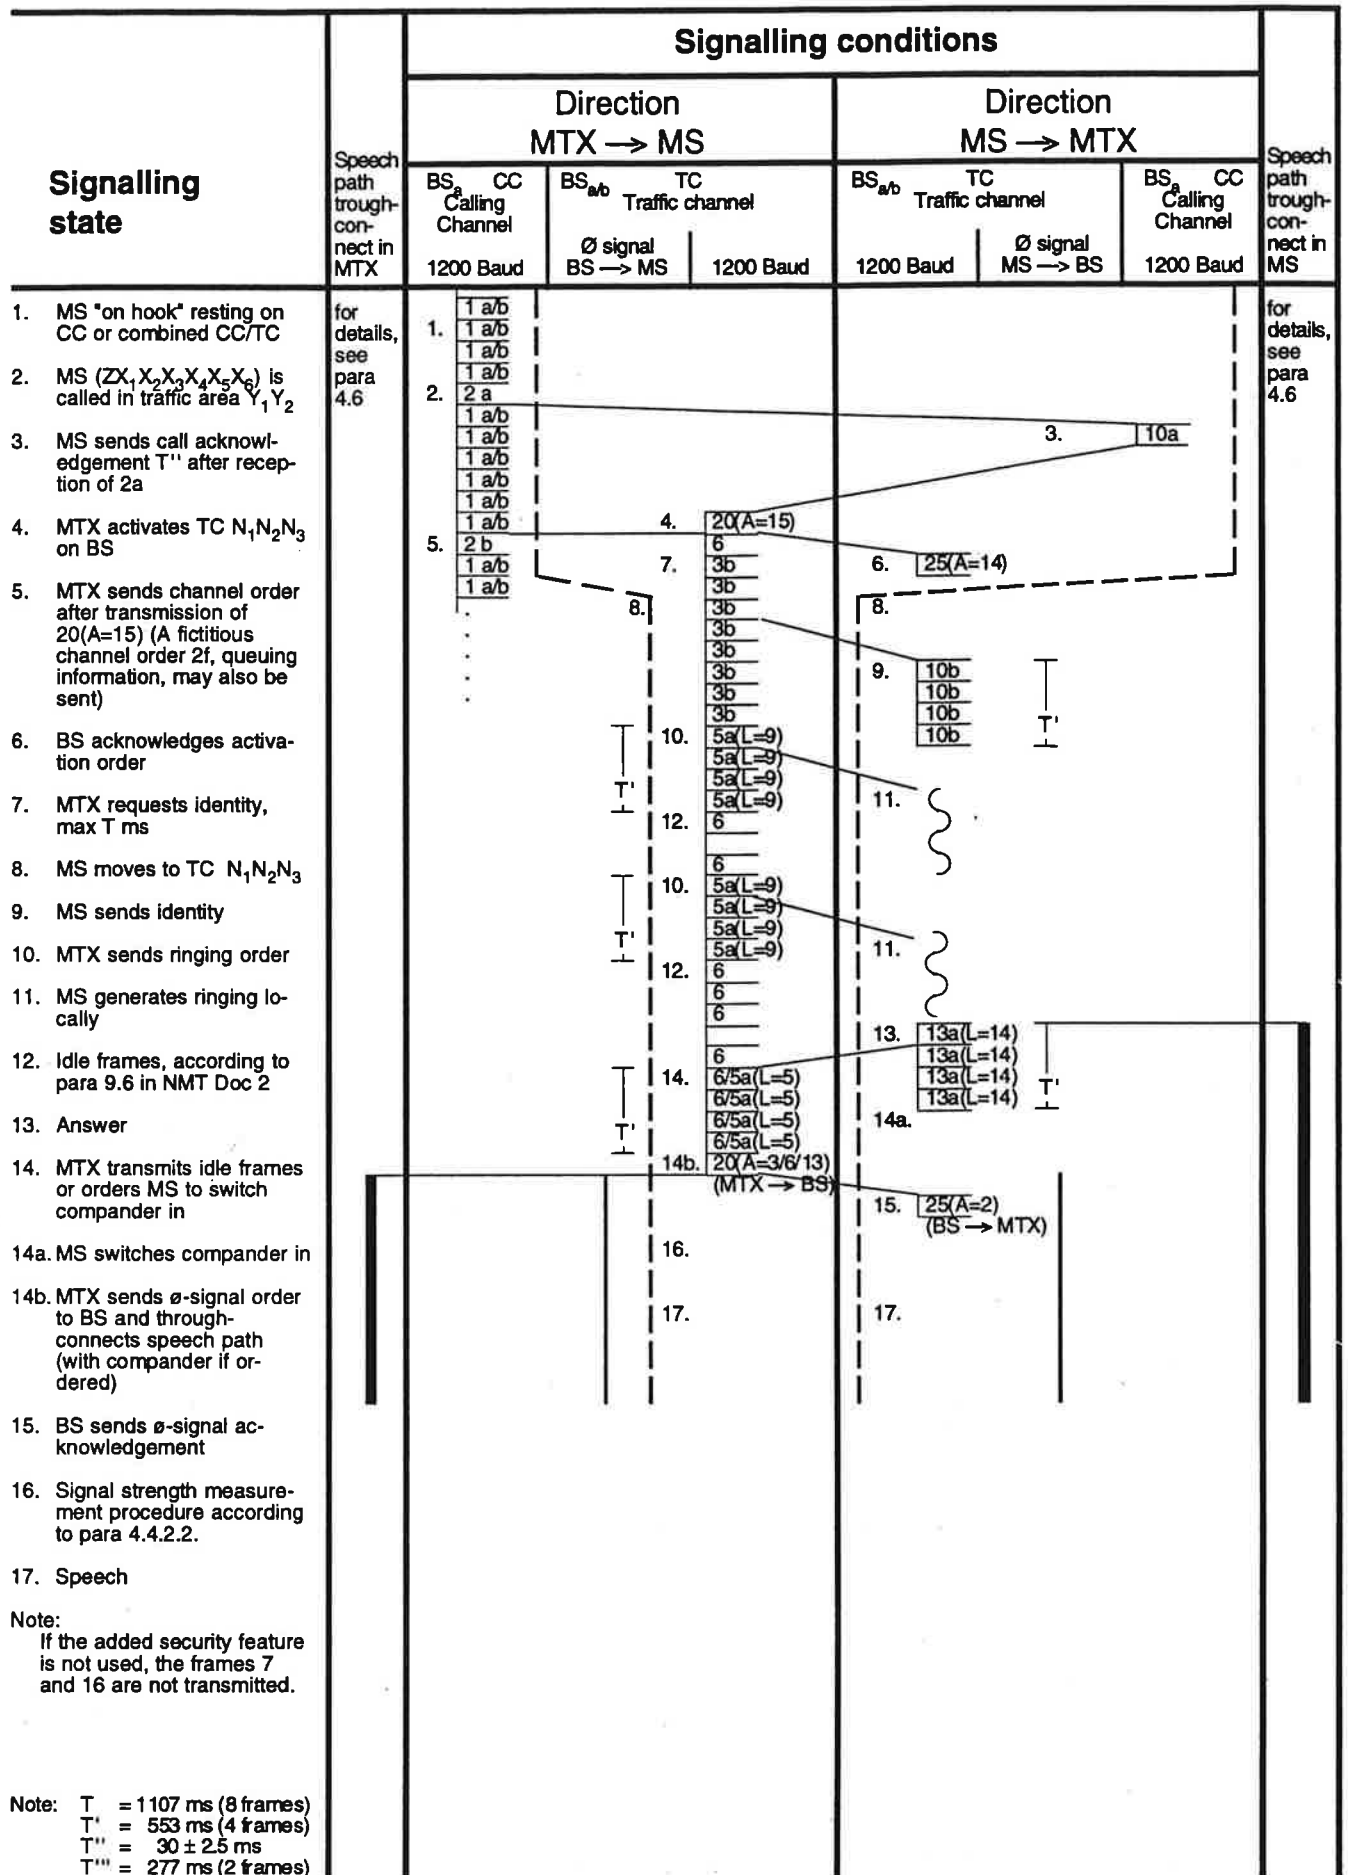 Signalling conditions
Direction
MTX → MS
Direction
MS → MTX
Signalling
state
Speech
path
trough-
con-
nect in
MTX
BSa CC
Calling
Channel
1200 Baud
BSa/b TC
Traffic channel
Ø signal
BS → MS
1200 Baud
BSa/b TC
Traffic channel
1200 Baud
Ø signal
MS → BS
BSa CC
Calling
Channel
1200 Baud
Speech
path
trough-
con-
nect in
MS
1. MS "on hook" resting on
CC or combined CC/TC
2. MS (ZX₁X₂X₃X₄X₅X₆) is
called in traffic area Y₁Y₂
3. MS sends call acknowl-
edgement T'' after recep-
tion of 2a
4. MTX activates TC N₁N₂N₃
on BS
5. MTX sends channel order
after transmission of
20(A=15) (A fictitious
channel order 2f, queuing
information, may also be
sent)
6. BS acknowledges activa-
tion order
7. MTX requests identity,
max T ms
8. MS moves to TC N₁N₂N₃
9. MS sends identity
10. MTX sends ringing order
11. MS generates ringing lo-
cally
12. Idle frames, according to
para 9.6 in NMT Doc 2
13. Answer
14. MTX transmits idle frames
or orders MS to switch
compander in
14a. MS switches compander in
14b. MTX sends ø-signal order
to BS and through-
connects speech path
(with compander if or-
dered)
15. BS sends ø-signal ac-
knowledgement
16. Signal strength measure-
ment procedure according
to para 4.4.2.2.
17. Speech
Note:
If the added security feature
is not used, the frames 7
and 16 are not transmitted.
Note: T = 1107 ms (8 frames)
T' = 553 ms (4 frames)
T'' = 30 ± 2.5 ms
T''' = 277 ms (2 frames)
for
details,
see
para
4.6
1 a/b
1. 1 a/b
1 a/b
1 a/b
2. 2 a
1 a/b
1 a/b
1 a/b
1 a/b
1 a/b
1 a/b
5. 2 b
1 a/b
1 a/b
4. 20(A=15)
6
7. 3b
3b
8. 3b
3b
3b
3b
3b
3b
10. 5a(L=9)
5a(L=9)
5a(L=9)
T' 5a(L=9)
12. 6
6
10. 5a(L=9)
5a(L=9)
5a(L=9)
T' 5a(L=9)
12. 6
6
6
6
14. 6/5a(L=5)
6/5a(L=5)
6/5a(L=5)
T' 6/5a(L=5)
14b. 20(A=3/6/13)
(MTX → BS)
16.
17.
3. 10a
6. 25(A=14)
8.
9. 10b
10b
10b T'
10b
11.
11.
13. 13a(L=14)
13a(L=14)
13a(L=14) T'
13a(L=14)
14a.
15. 25(A=2)
(BS → MTX)
17.
for
details,
see
para
4.6